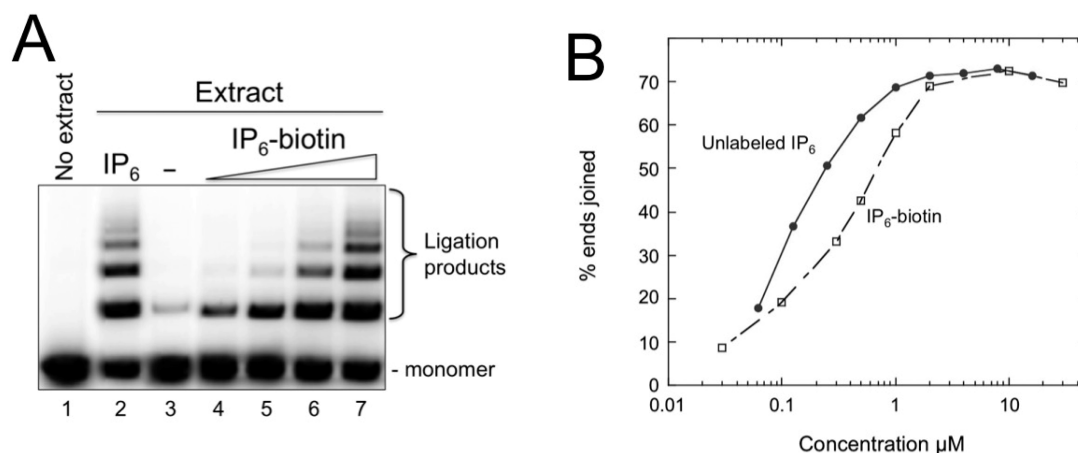 A
No extract
Extract
IP6
–
IP6-biotin
Ligation
products
- monomer
1 2 3 4 5 6 7
B
% ends joined
70
60
50
40
30
20
10
0
Unlabeled IP6
IP6-biotin
0.01 0.1 1 10
Concentration µM